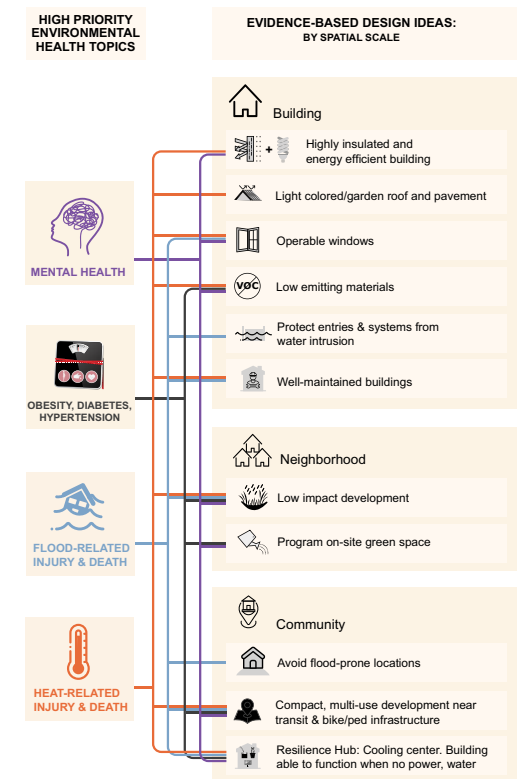 HIGH PRIORITY
ENVIRONMENTAL
HEALTH TOPICS
EVIDENCE-BASED DESIGN IDEAS:
BY SPATIAL SCALE
Building
+
Highly insulated and
energy efficient building
Light colored/garden roof and pavement
Operable windows
VOC
Low emitting materials
Protect entries & systems from
water intrusion
Well-maintained buildings
MENTAL HEALTH
OBESITY, DIABETES,
HYPERTENSION
FLOOD-RELATED
INJURY & DEATH
HEAT-RELATED
INJURY & DEATH
Neighborhood
Low impact development
Program on-site green space
Community
Avoid flood-prone locations
Compact, multi-use development near
transit & bike/ped infrastructure
Resilience Hub: Cooling center. Building
able to function when no power, water